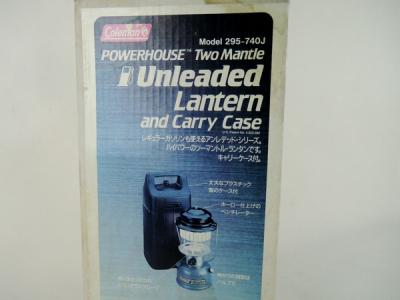 Coleman®
Model 295-740J
POWERHOUSE™ Two Mantle
Unleaded
Lantern
and Carry Case
レギュラーガソリンも使えるアンレデッド・シリーズ。
ハイパワーのツーマントル・ランタンです。
キャリーケース付。
丈夫なプラスチック
製のケース付
ホーロー仕上げの
ベンチレーター